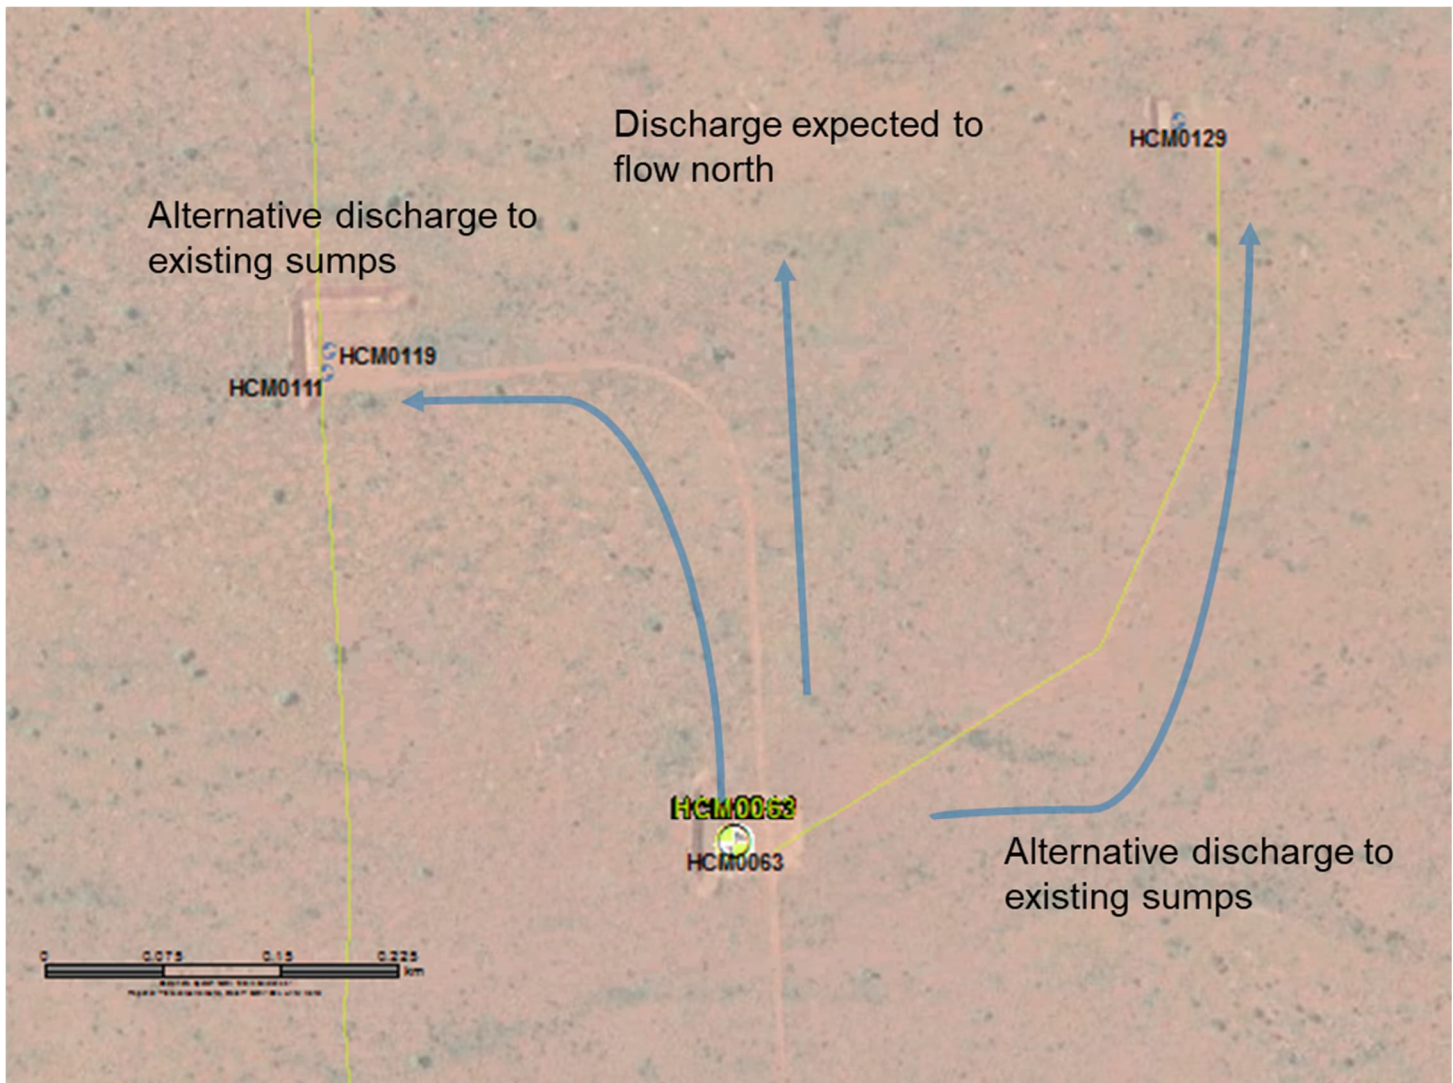 Discharge expected to
flow north
HCM0129
Alternative discharge to
existing sumps
HCM0119
HCM0111
HCM0063
HCM0063
Alternative discharge to
existing sumps
0 0.075 0.15 0.225
km